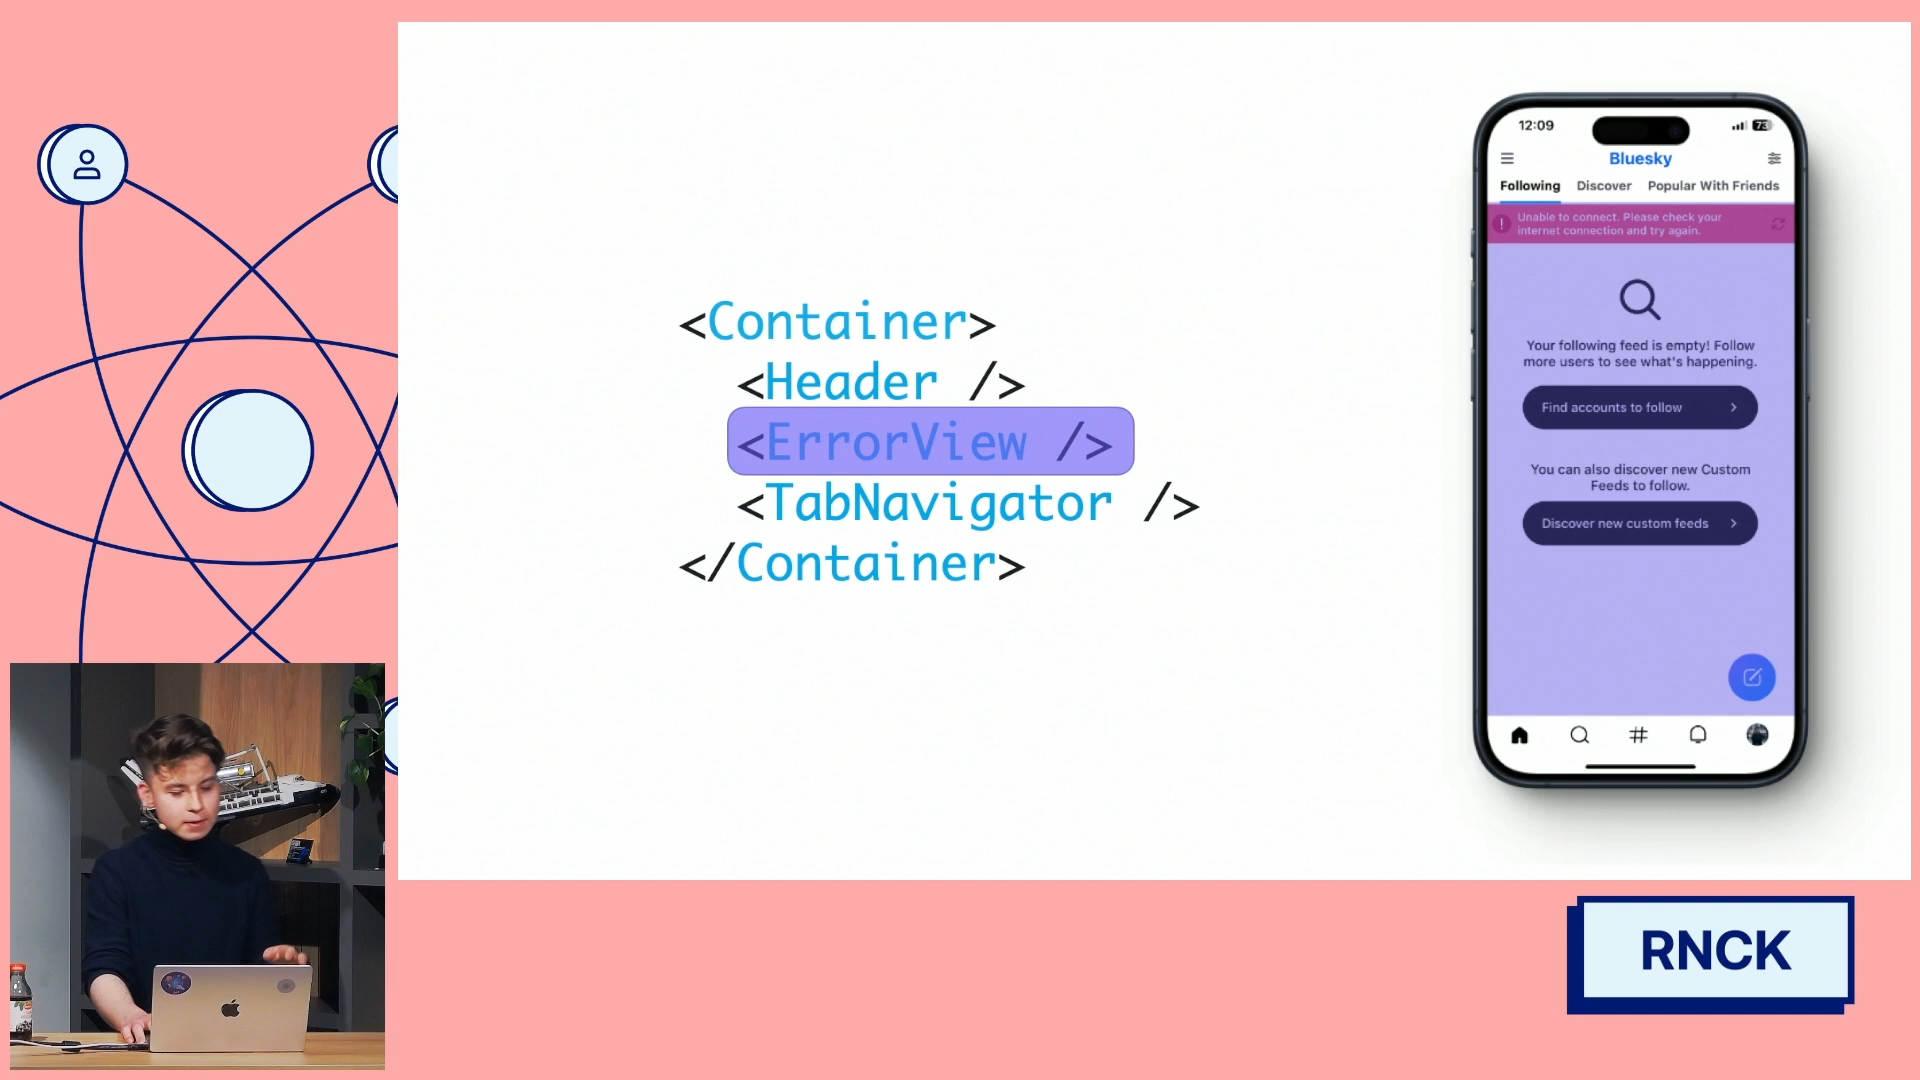 <Container>
<Header />
<ErrorView />
<TabNavigator />
</Container>
12:09
73
Bluesky
Following Discover Popular With Friends
! Unable to connect. Please check your
internet connection and try again.
Your following feed is empty! Follow
more users to see what's happening.
Find accounts to follow
You can also discover new Custom
Feeds to follow.
Discover new custom feeds
RNCK